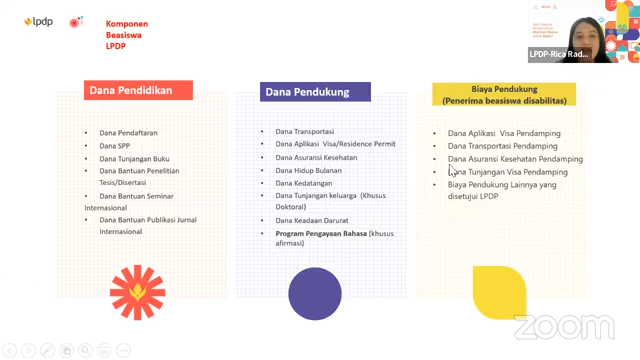 lpdp
Komponen
Beasiswa
LPDP
LPDP-Rica Rad...
Dana Pendidikan
• Dana Pendaftaran
• Dana SPP
• Dana Tunjangan Buku
• Dana Bantuan Penelitian
Tesis/Disertasi
• Dana Bantuan Seminar
Internasional
• Dana Bantuan Publikasi Jurnal
Internasional
Dana Pendukung
• Dana Transportasi
• Dana Aplikasi Visa/Residence Permit
• Dana Asuransi Kesehatan
• Dana Hidup Bulanan
• Dana Kedatangan
• Dana Tunjangan keluarga (Khusus
Doktoral)
• Dana Keadaan Darurat
• Program Pengayaan Bahasa (khusus
afirmasi)
Biaya Pendukung
(Penerima beasiswa disabilitas)
• Dana Aplikasi Visa Pendamping
• Dana Transportasi Pendamping
• Dana Asuransi Kesehatan Pendamping
• Dana Tunjangan Visa Pendamping
• Biaya Pendukung Lainnya yang
disetujui LPDP
zoom